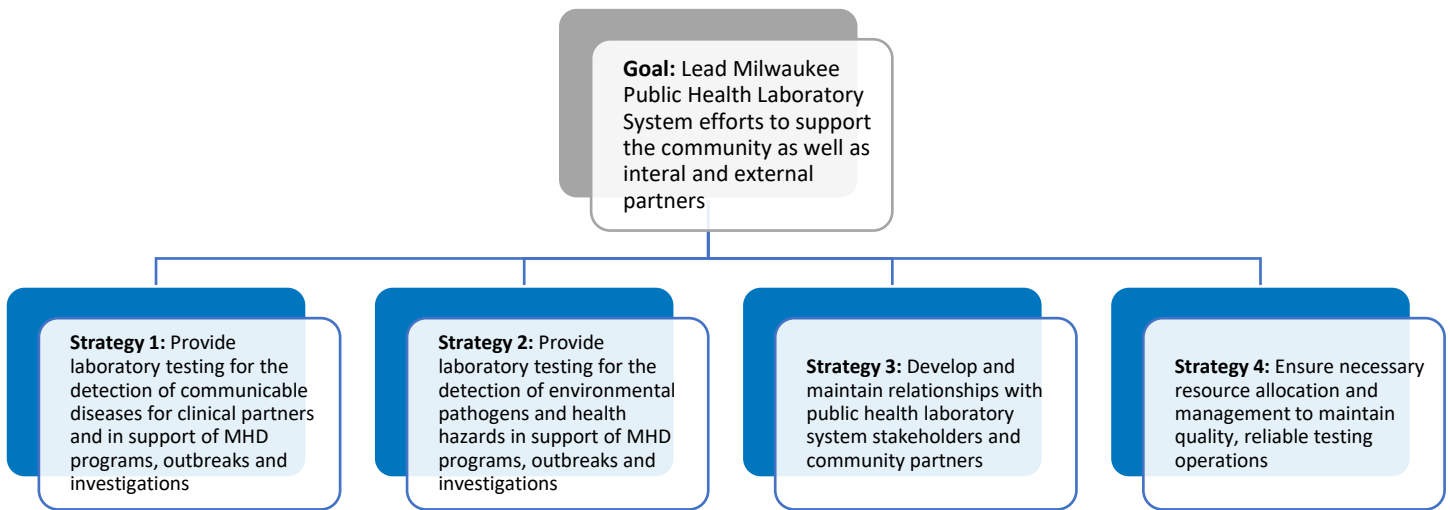 Goal: Lead Milwaukee
Public Health Laboratory
System efforts to support
the community as well as
interal and external
partners
Strategy 1: Provide
laboratory testing for the
detection of communicable
diseases for clinical partners
and in support of MHD
programs, outbreaks and
investigations
Strategy 2: Provide
laboratory testing for the
detection of environmental
pathogens and health
hazards in support of MHD
programs, outbreaks and
investigations
Strategy 3: Develop and
maintain relationships with
public health laboratory
system stakeholders and
community partners
Strategy 4: Ensure necessary
resource allocation and
management to maintain
quality, reliable testing
operations